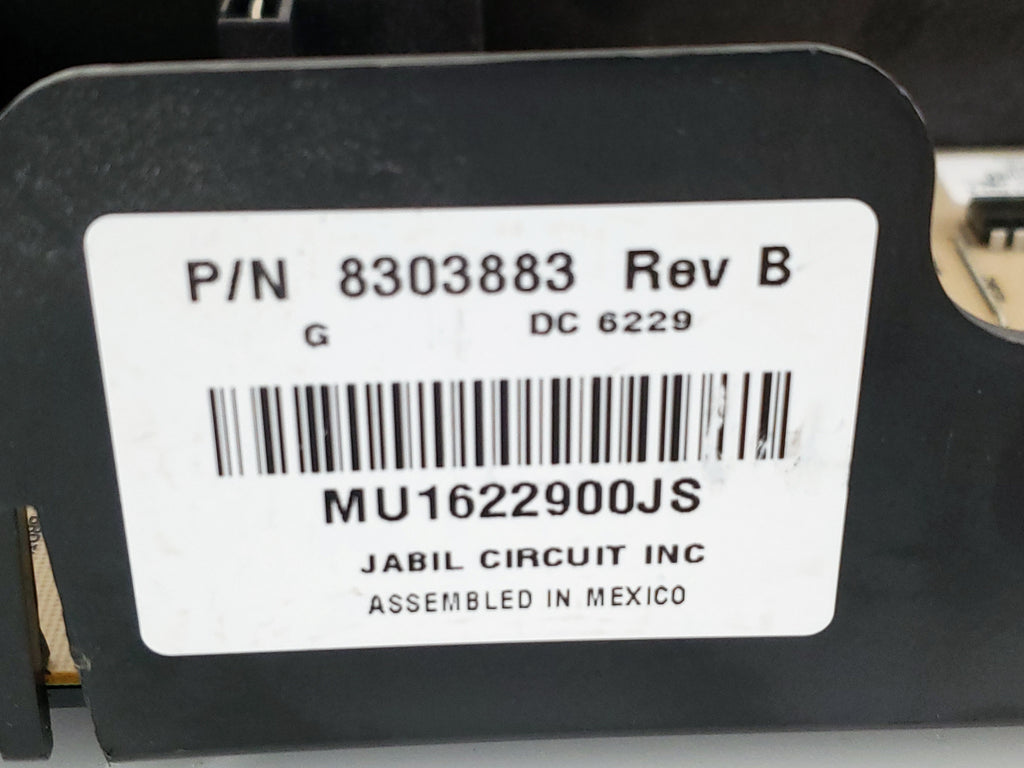 P/N 8303883 Rev B
G DC 6229
MU1622900JS
JABIL CIRCUIT INC
ASSEMBLED IN MEXICO